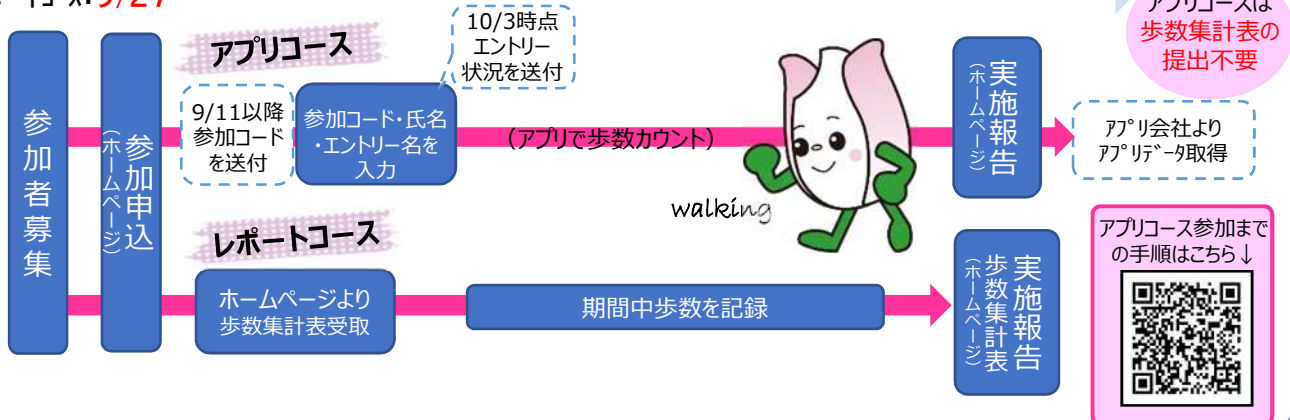 9/27
アプリコース
10/3時点
エントリー
状況を送付
アプリコースは
歩数集計表の
提出不要
参加者募集
参加申込
(ホームページ)
9/11以降
参加コード
を送付
参加コード・氏名
・エントリー名を
入力
(アプリで歩数カウント)
walking
実施報告
(ホームページ)
アプリ会社より
アプリデータ取得
レポートコース
ホームページより
歩数集計表受取
期間中歩数を記録
実施報告
歩数集計表
(ホームページ)
アプリコース参加まで
の手順はこちら↓